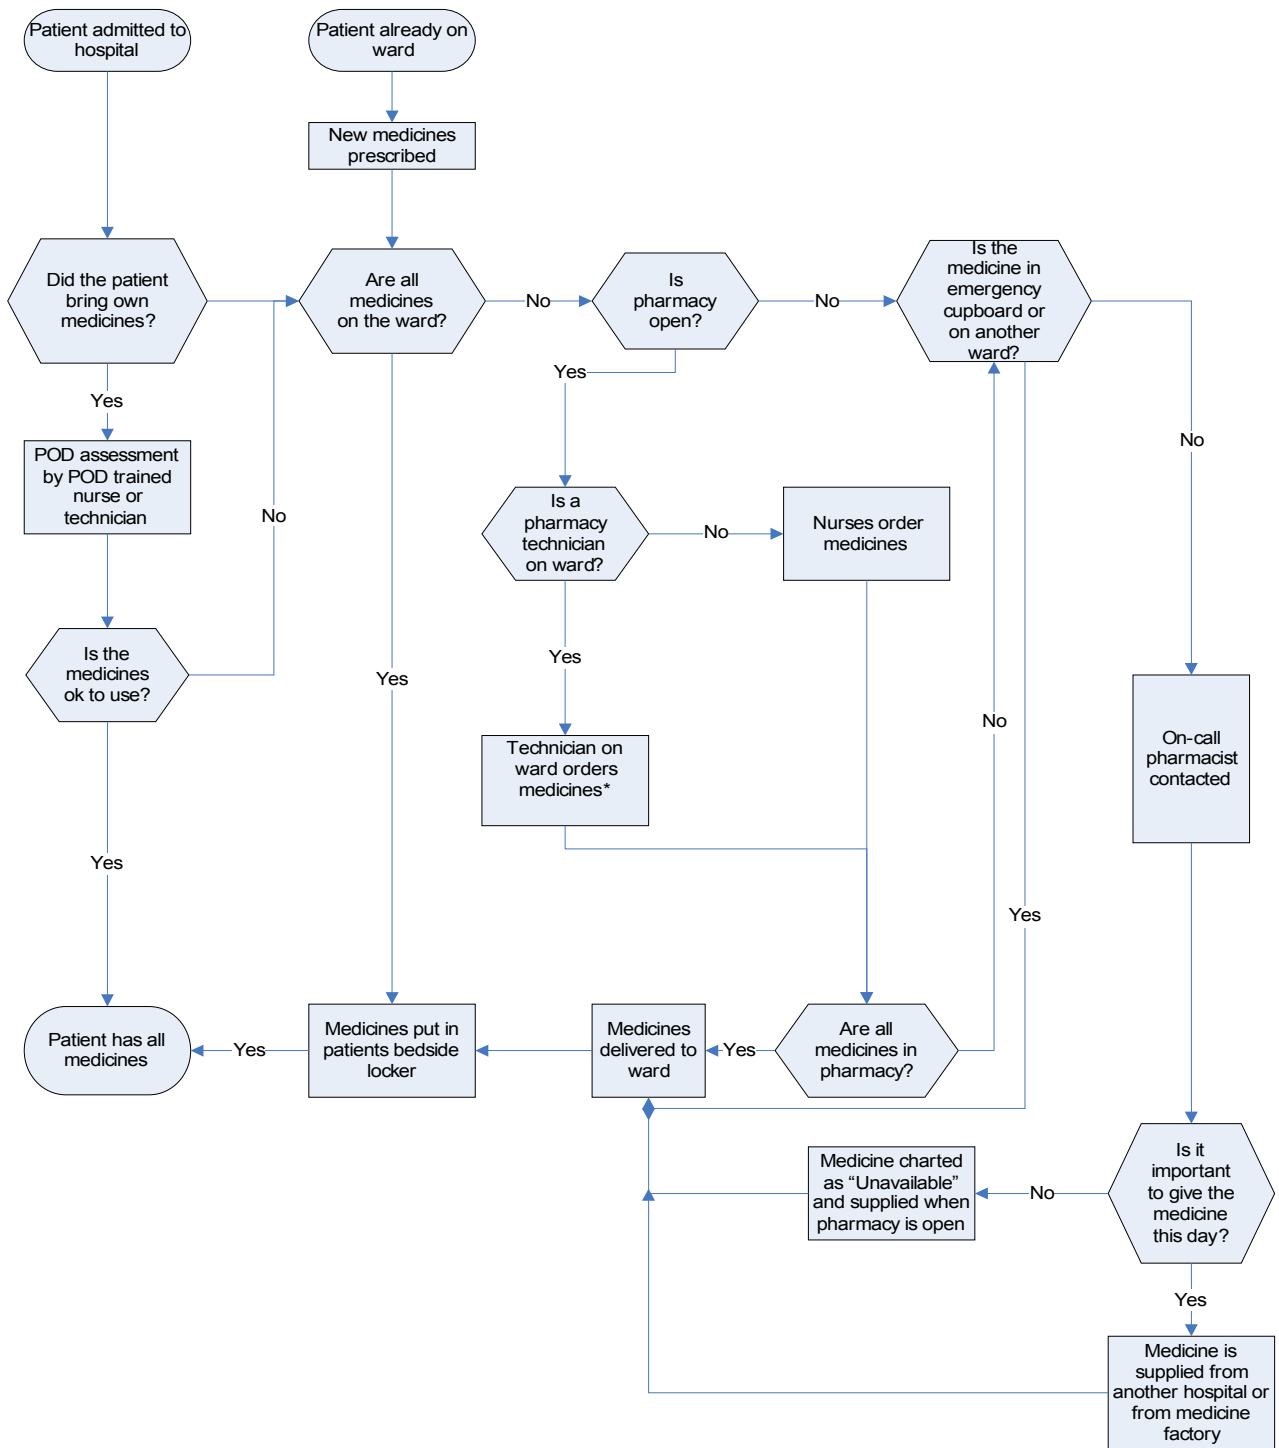 Patient admitted to
hospital
Patient already on
ward
New medicines
prescribed
Did the patient
bring own
medicines?
Are all
medicines
on the ward?
No
Is
pharmacy
open?
No
Is the
medicine in
emergency
cupboard or
on another
ward?
Yes
Yes
No
POD assessment
by POD trained
nurse or
technician
No
Is a
pharmacy
technician
on ward?
No
Nurses order
medicines
Is the
medicines
ok to use?
Yes
Yes
No
On-call
pharmacist
contacted
Technician on
ward orders
medicines*
Yes
Yes
Patient has all
medicines
Yes
Medicines put in
patients bedside
locker
Medicines
delivered to
ward
Yes
Are all
medicines in
pharmacy?
Medicine charted
as “Unavailable”
and supplied when
pharmacy is open
No
Is it
important
to give the
medicine
this day?
Yes
Medicine is
supplied from
another hospital or
from medicine
factory